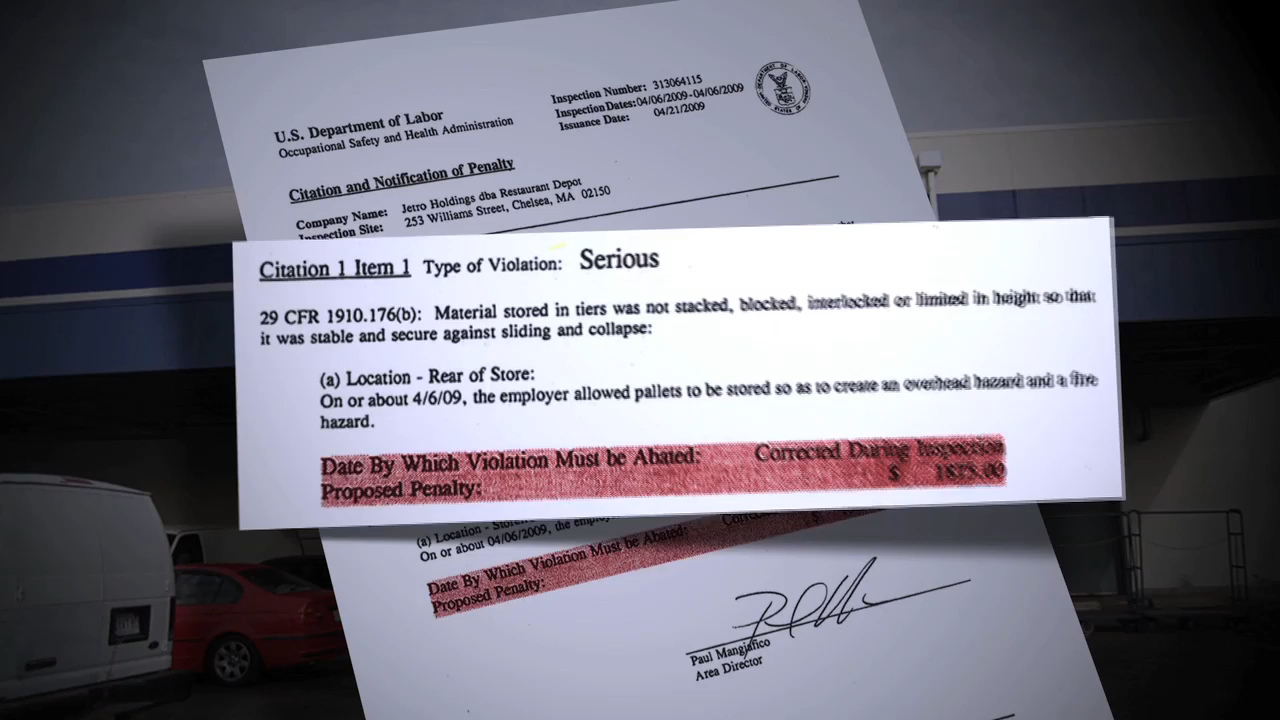 U.S. Department of Labor
Occupational Safety and Health Administration
Inspection Number: 313064115
Inspection Dates: 04/06/2009-04/06/2009
Issuance Date: 04/21/2009
DEPARTMENT OF LABOR
Citation and Notification of Penalty
Company Name: Jetro Holdings dba Restaurant Depot
Inspection Site: 253 Williams Street, Chelsea, MA 02150
Citation 1 Item 1 Type of Violation: Serious
29 CFR 1910.176(b): Material stored in tiers was not stacked, blocked, interlocked or limited in height so that
it was stable and secure against sliding and collapse:
(a) Location - Rear of Store:
On or about 4/6/09, the employer allowed pallets to be stored so as to create an overhead hazard and a fire
hazard.
Date By Which Violation Must be Abated: Corrected During Inspection
Proposed Penalty: $ 1875.00
(a) Location -
On or about 04/06/2009, the
Date By Which Violation Must be Abated:
Proposed Penalty: $
Paul Mangiafico
Area Director